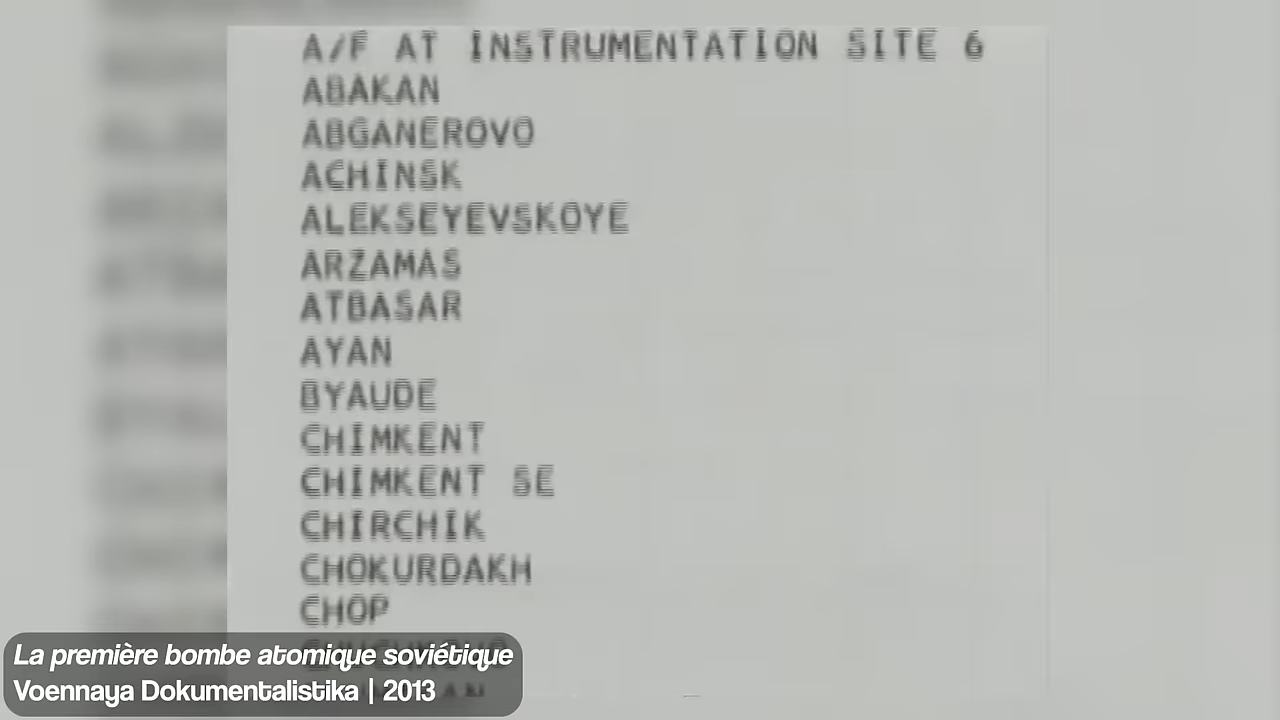 A/F AT INSTRUMENTATION SITE 6
ABAKAN
ABGANEROVO
ACHINSK
ALEKSEYEVSKOYE
ARZAMAS
ATBASAR
AYAN
BYAUDE
CHIMKENT
CHIMKENT SE
CHIRCHIK
CHOKURDAKH
CHOP
La première bombe atomique soviétique
Voennaya Dokumentalistika | 2013